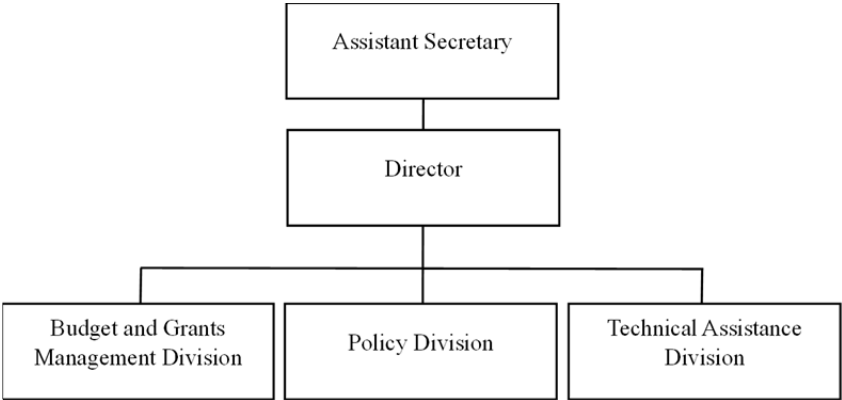 Assistant Secretary
Director
Budget and Grants
Management Division
Policy Division
Technical Assistance
Division